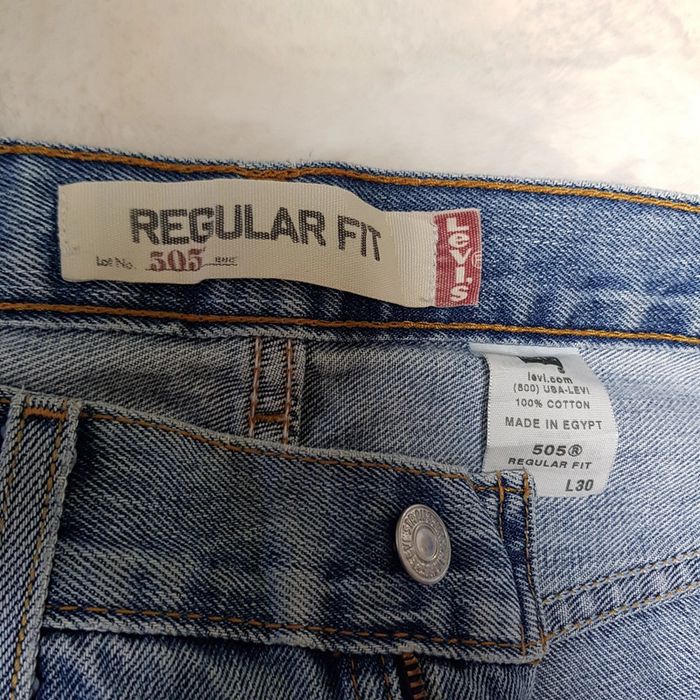 REGULAR FIT
Lot No. 505
LEVI'S
levi.com
(800) USA-LEVI
100% COTTON
MADE IN EGYPT
505®
REGULAR FIT
L30